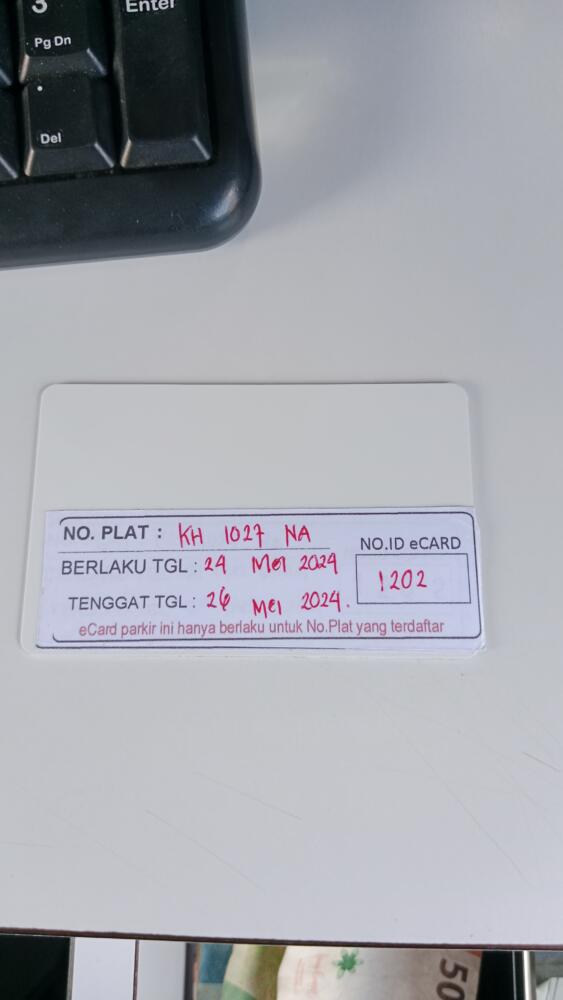 3
Enter
Pg Dn
.
Del
NO. PLAT : KH 1027 NA
NO.ID eCARD
BERLAKU TGL : 24 Mei 2024
1202
TENGGAT TGL : 26 Mei 2024.
eCard parkir ini hanya berlaku untuk No.Plat yang terdaftar
50